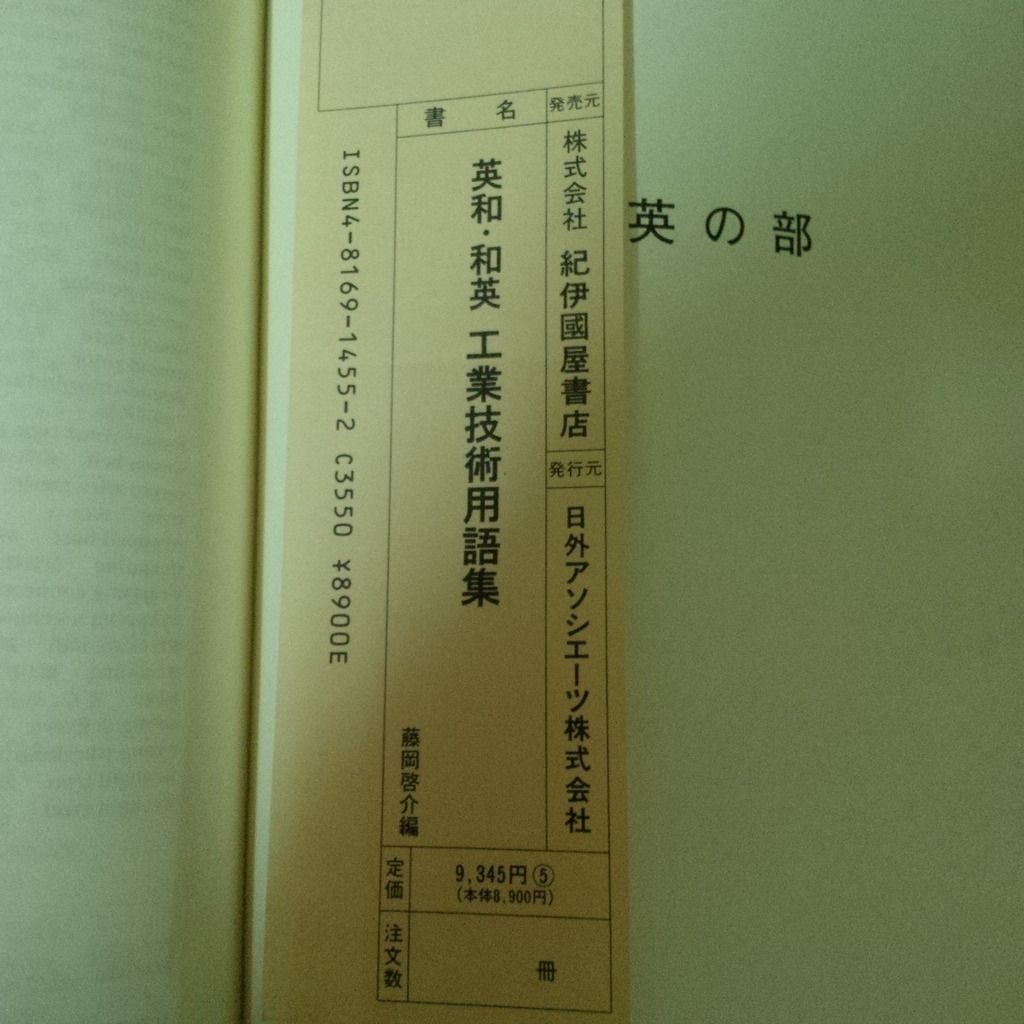 発売元
株式会社 紀伊國屋書店
発行元
日外アソシエーツ株式会社
書名
英和・和英 工業技術用語集
藤岡啓介編
定価
9,345円⑤
(本体8,900円)
注文数
冊
ISBN4-8169-1455-2 C3550 ¥8900E
英の部